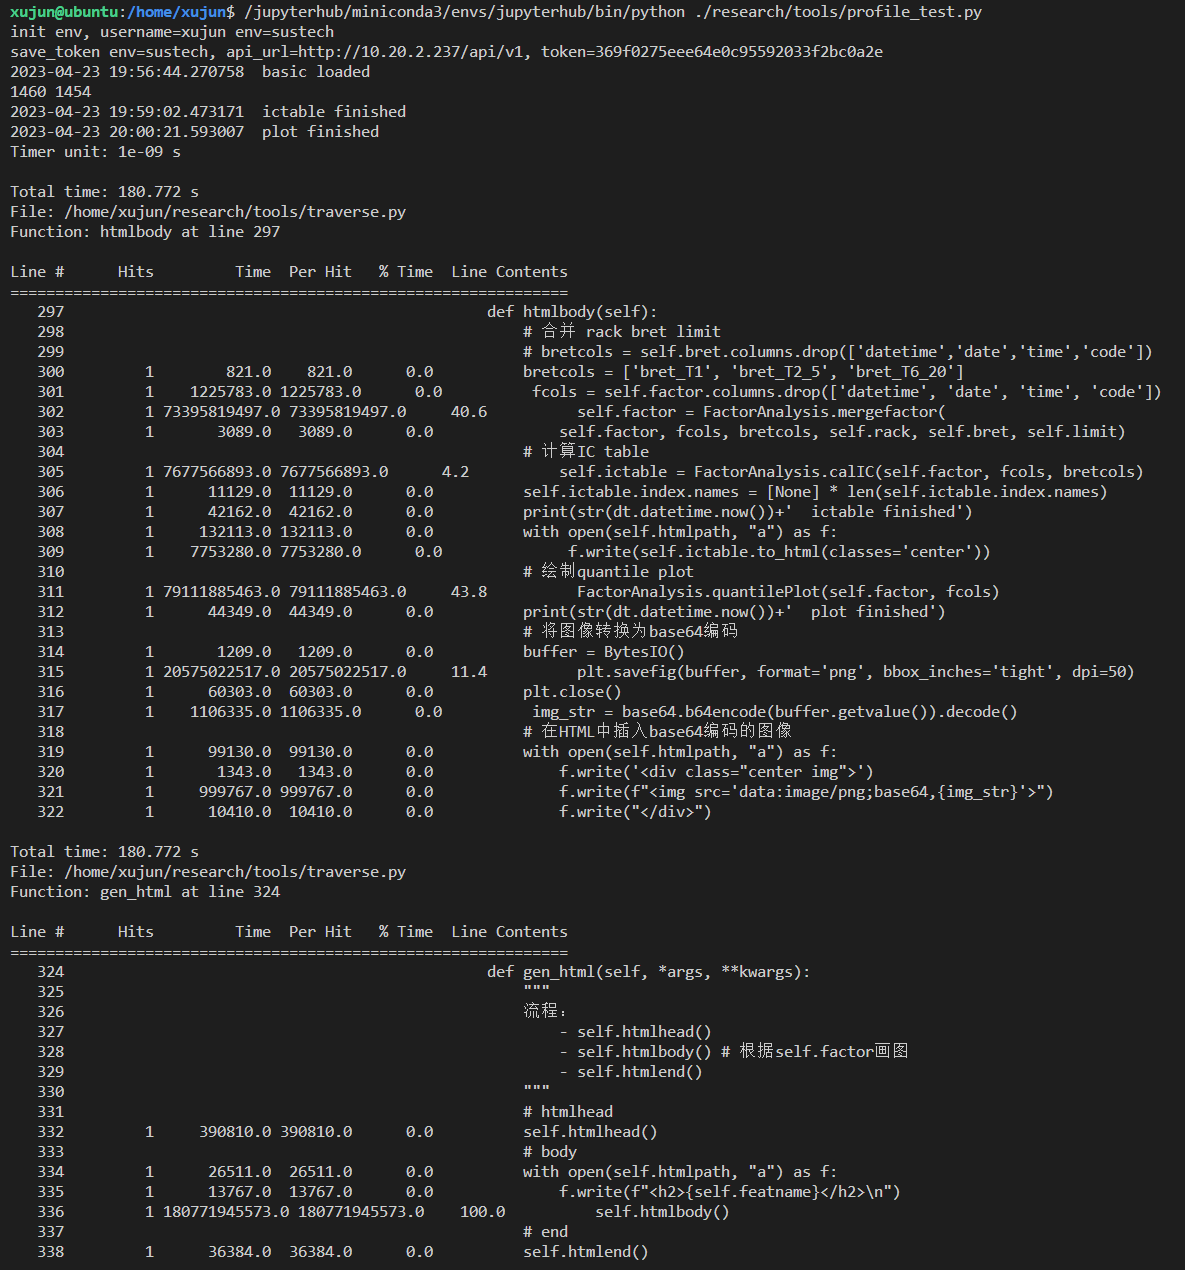 xujun@ubuntu:/home/xujun$ /jupyterhub/miniconda3/envs/jupyterhub/bin/python ./research/tools/profile_test.py
init env, username=xujun env=sustech
save_token env=sustech, api_url=http://10.20.2.237/api/v1, token=369f0275eee64e0c95592033f2bc0a2e
2023-04-23 19:56:44.270758  basic loaded
1460 1454
2023-04-23 19:59:02.473171  ictable finished
2023-04-23 20:00:21.593007  plot finished
Timer unit: 1e-09 s

Total time: 180.772 s
File: /home/xujun/research/tools/traverse.py
Function: htmlbody at line 297

Line #      Hits         Time  Per Hit   % Time  Line Contents
==============================================================
   297                                               def htmlbody(self):
   298                                                   # 合并 rack bret limit
   299                                                   # bretcols = self.bret.columns.drop(['datetime','date','time','code'])
   300         1        821.0    821.0      0.0          bretcols = ['bret_T1', 'bret_T2_5', 'bret_T6_20']
   301         1    1225783.0 1225783.0      0.0          fcols = self.factor.columns.drop(['datetime', 'date', 'time', 'code'])
   302         1 73395819497.0 73395819497.0     40.6          self.factor = FactorAnalysis.mergefactor(
   303         1       3089.0   3089.0      0.0              self.factor, fcols, bretcols, self.rack, self.bret, self.limit)
   304                                                   # 计算IC table
   305         1 7677566893.0 7677566893.0      4.2          self.ictable = FactorAnalysis.calIC(self.factor, fcols, bretcols)
   306         1      11129.0  11129.0      0.0          self.ictable.index.names = [None] * len(self.ictable.index.names)
   307         1      42162.0  42162.0      0.0          print(str(dt.datetime.now())+'  ictable finished')
   308         1     132113.0 132113.0      0.0          with open(self.htmlpath, "a") as f:
   309         1    7753280.0 7753280.0      0.0              f.write(self.ictable.to_html(classes='center'))
   310                                                   # 绘制quantile plot
   311         1 79111885463.0 79111885463.0     43.8          FactorAnalysis.quantilePlot(self.factor, fcols)
   312         1      44349.0  44349.0      0.0          print(str(dt.datetime.now())+'  plot finished')
   313                                                   # 将图像转换为base64编码
   314         1       1209.0   1209.0      0.0          buffer = BytesIO()
   315         1 20575022517.0 20575022517.0     11.4          plt.savefig(buffer, format='png', bbox_inches='tight', dpi=50)
   316         1      60303.0  60303.0      0.0          plt.close()
   317         1    1106335.0 1106335.0      0.0          img_str = base64.b64encode(buffer.getvalue()).decode()
   318                                                   # 在HTML中插入base64编码的图像
   319         1      99130.0  99130.0      0.0          with open(self.htmlpath, "a") as f:
   320         1       1343.0   1343.0      0.0              f.write('<div class="center img">')
   321         1     999767.0 999767.0      0.0              f.write(f"<img src='data:image/png;base64,{img_str}'>")
   322         1      10410.0  10410.0      0.0              f.write("</div>")

Total time: 180.772 s
File: /home/xujun/research/tools/traverse.py
Function: gen_html at line 324

Line #      Hits         Time  Per Hit   % Time  Line Contents
==============================================================
   324                                               def gen_html(self, *args, **kwargs):
   325                                                   """
   326                                                   流程：
   327                                                       - self.htmlhead()
   328                                                       - self.htmlbody() # 根据self.factor画图
   329                                                       - self.htmlend()
   330                                                   """
   331                                                   # htmlhead
   332         1     390810.0 390810.0      0.0          self.htmlhead()
   333                                                   # body
   334         1      26511.0  26511.0      0.0          with open(self.htmlpath, "a") as f:
   335         1      13767.0  13767.0      0.0              f.write(f"<h2>{self.featname}</h2>\n")
   336         1 180771945573.0 180771945573.0    100.0          self.htmlbody()
   337                                                   # end
   338         1      36384.0  36384.0      0.0          self.htmlend()